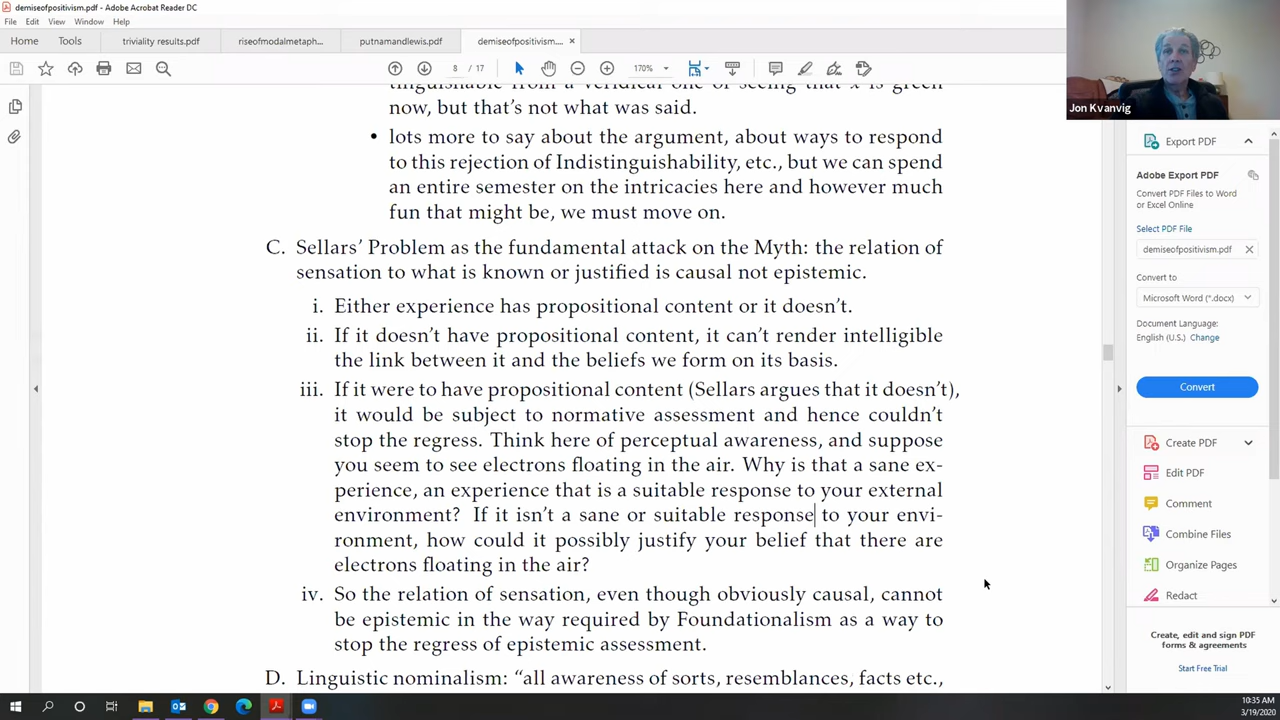 demiseofpositivism.pdf - Adobe Acrobat Reader DC
File Edit View Window Help
Home Tools triviality results.pdf riseofmodalmetaph... putnamandlewis.pdf demiseofpositivism.... ×
8 / 17 170%
Jon Kvanvig
tinguishable from a veridical one of seeing that x is green
now, but that's not what was said.
• lots more to say about the argument, about ways to respond
to this rejection of Indistinguishability, etc., but we can spend
an entire semester on the intricacies here and however much
fun that might be, we must move on.
C. Sellars' Problem as the fundamental attack on the Myth: the relation of
sensation to what is known or justified is causal not epistemic.
i. Either experience has propositional content or it doesn't.
ii. If it doesn't have propositional content, it can't render intelligible
the link between it and the beliefs we form on its basis.
iii. If it were to have propositional content (Sellars argues that it doesn't),
it would be subject to normative assessment and hence couldn't
stop the regress. Think here of perceptual awareness, and suppose
you seem to see electrons floating in the air. Why is that a sane ex-
perience, an experience that is a suitable response to your external
environment? If it isn't a sane or suitable response to your envi-
ronment, how could it possibly justify your belief that there are
electrons floating in the air?
iv. So the relation of sensation, even though obviously causal, cannot
be epistemic in the way required by Foundationalism as a way to
stop the regress of epistemic assessment.
D. Linguistic nominalism: "all awareness of sorts, resemblances, facts etc.,
Export PDF
Adobe Export PDF
Convert PDF Files to Word
or Excel Online
Select PDF File
demiseofpositivism.pdf
Convert to
Microsoft Word (*.docx)
Document Language:
English (U.S.) Change
Convert
Create PDF
Edit PDF
Comment
Combine Files
Organize Pages
Redact
Create, edit and sign PDF
forms & agreements
Start Free Trial
10:35 AM
3/19/2020